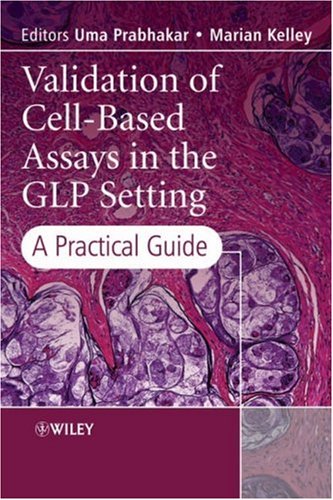 Editors Uma Prabhakar • Marian Kelley
Validation of
Cell-Based
Assays in the
GLP Setting
A Practical Guide
WILEY